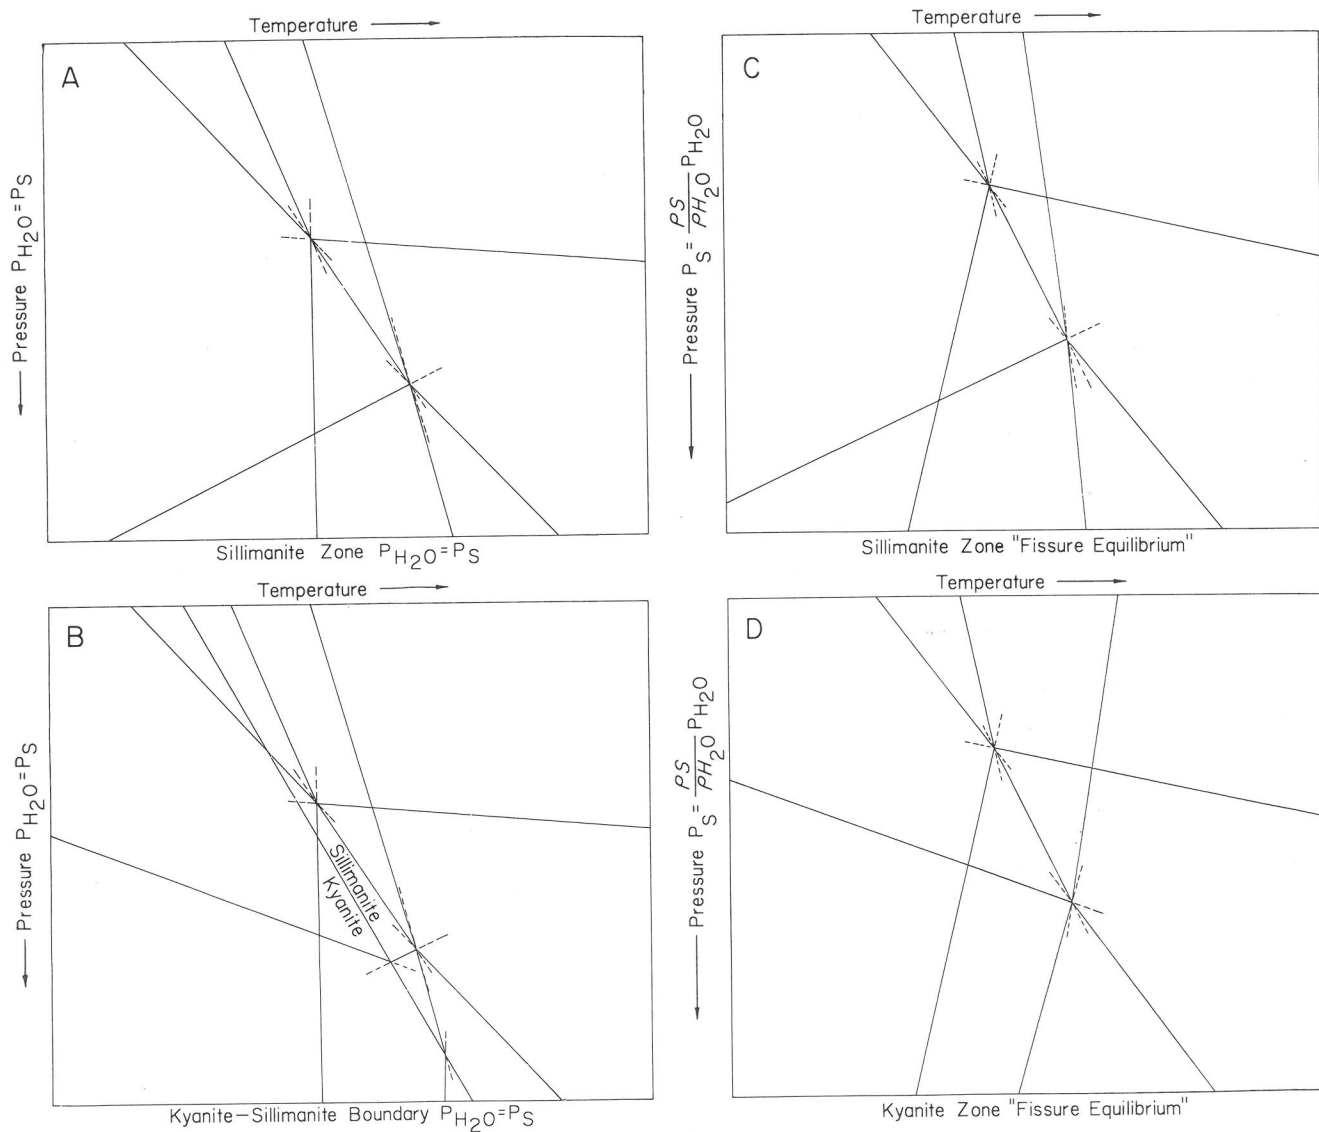 Temperature
A
Pressure P_H2O=P_S
Sillimanite Zone P_H2O=P_S
Temperature
C
Pressure P_S = ρS/ρH2O P_H2O
Sillimanite Zone "Fissure Equilibrium"
Temperature
B
Pressure P_H2O=P_S
Sillimanite
Kyanite
Kyanite–Sillimanite Boundary P_H2O=P_S
Temperature
D
Pressure P_S = ρS/ρH2O P_H2O
Kyanite Zone "Fissure Equilibrium"